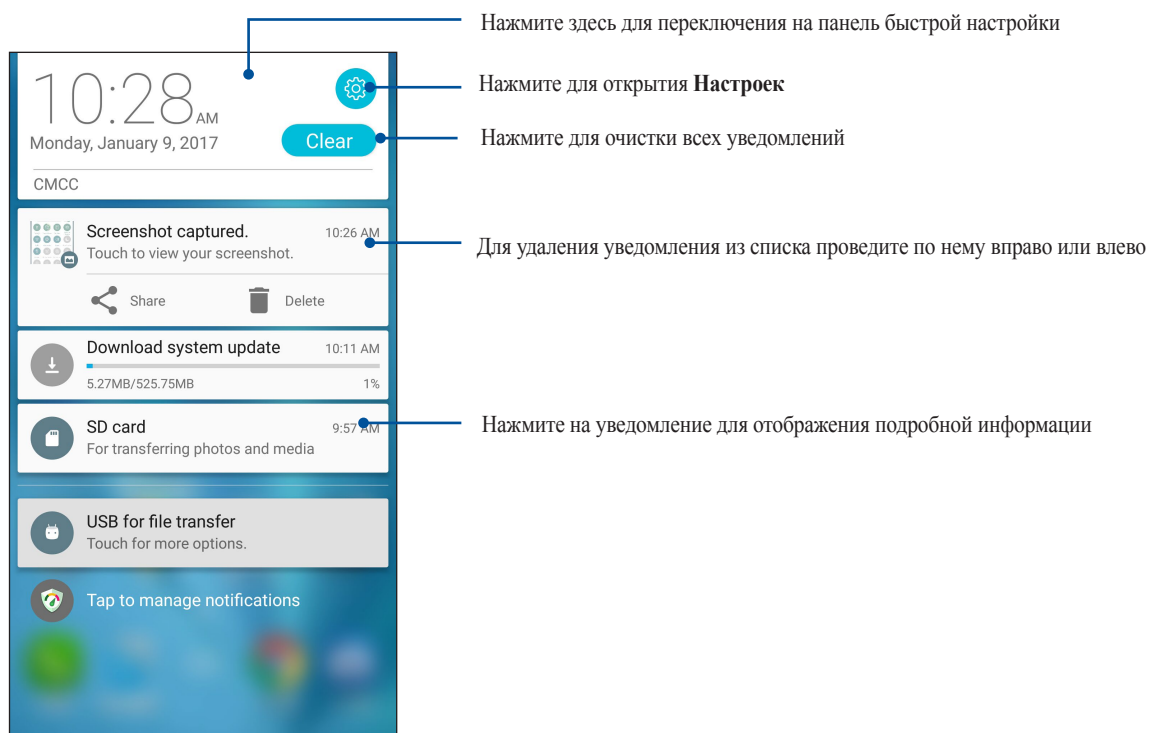 Нажмите здесь для переключения на панель быстрой настройки
10:28 AM
Нажмите для открытия Настроек
Monday, January 9, 2017
Clear
Нажмите для очистки всех уведомлений
CMCC
Screenshot captured.
10:26 AM
Touch to view your screenshot.
Для удаления уведомления из списка проведите по нему вправо или влево
Share
Delete
Download system update
10:11 AM
5.27MB/525.75MB
1%
SD card
9:57 AM
For transferring photos and media
Нажмите на уведомление для отображения подробной информации
USB for file transfer
Touch for more options.
Tap to manage notifications